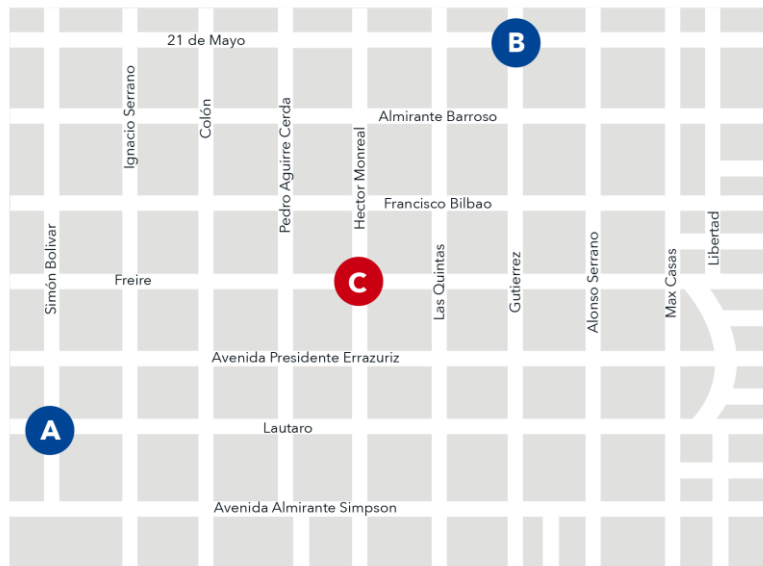 21 de Mayo
B
Ignacio Serrano
Colón
Pedro Aguirre Cerda
Almirante Barroso
Hector Monreal
Francisco Bilbao
Simón Bolivar
Freire
C
Las Quintas
Gutierrez
Alonso Serrano
Max Casas
Libertad
Avenida Presidente Errazuriz
A
Lautaro
Avenida Almirante Simpson